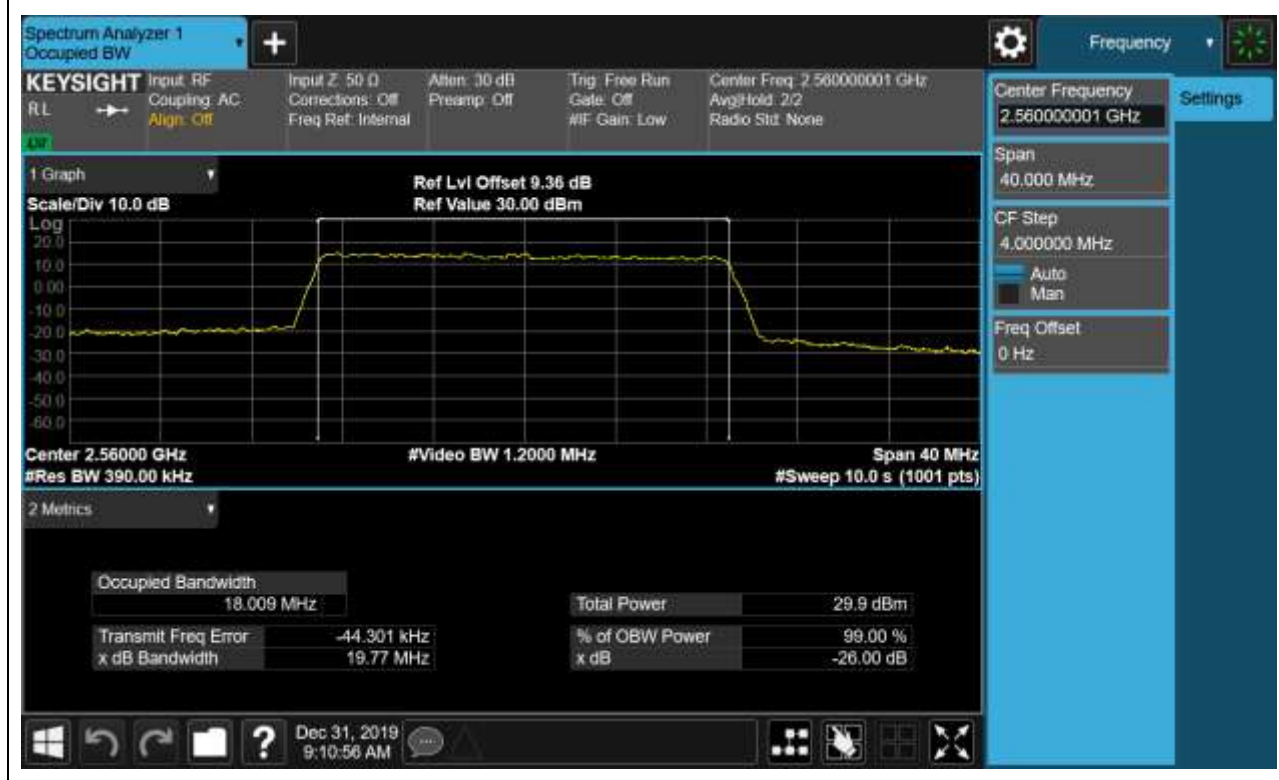 Spectrum Analyzer 1
Occupied BW
Frequency
KEYSIGHT
RL
Input: RF
Coupling: AC
Align: Off
Input Z: 50 Ω
Corrections: Off
Freq Ref: Internal
Atten: 30 dB
Preamp: Off
Trig: Free Run
Gate: Off
#IF Gain: Low
Center Freq: 2.560000001 GHz
Avg|Hold: 2/2
Radio Std: None
Center Frequency
2.560000001 GHz
Settings
Span
40.000 MHz
CF Step
4.000000 MHz
Auto
Man
Freq Offset
0 Hz
1 Graph
Scale/Div 10.0 dB
Ref Lvl Offset 9.36 dB
Ref Value 30.00 dBm
Log
20.0
10.0
0.00
-10.0
-20.0
-30.0
-40.0
-50.0
-60.0
Center 2.56000 GHz
#Video BW 1.2000 MHz
Span 40 MHz
#Res BW 390.00 kHz
#Sweep 10.0 s (1001 pts)
2 Metrics
Occupied Bandwidth
18.009 MHz
Total Power 29.9 dBm
Transmit Freq Error -44.301 kHz
% of OBW Power 99.00 %
x dB Bandwidth 19.77 MHz
x dB -26.00 dB
?
Dec 31, 2019
9:10:56 AM